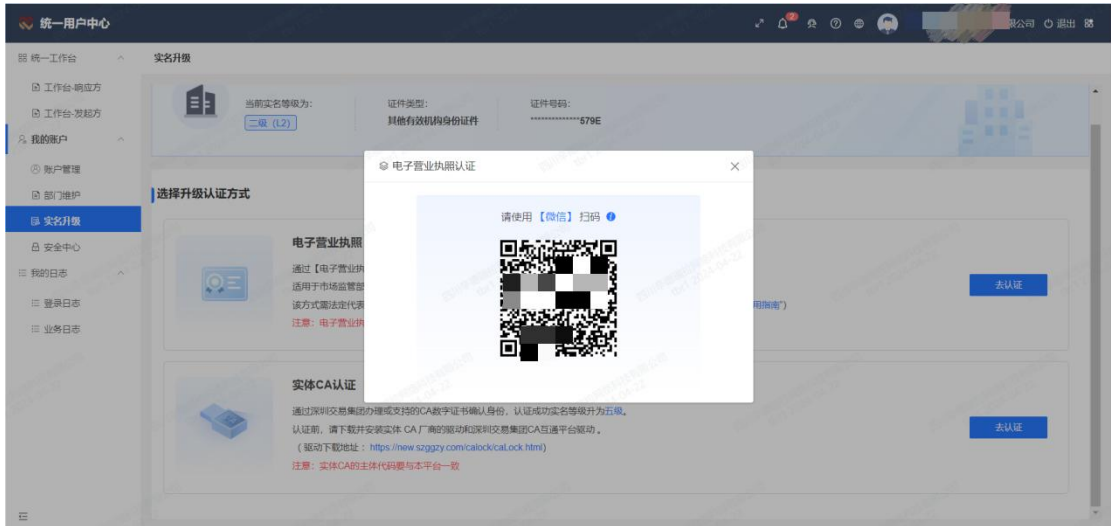 统一用户中心
2
限公司 退出
统一工作台
工作台-响应方
工作台-发起方
我的账户
账户管理
部门维护
实名升级
安全中心
我的日志
登录日志
业务日志
实名升级
当前实名等级为:
二级 (L2)
证件类型:
其他有效机构身份证件
证件号码:
**************579E
选择升级认证方式
电子营业执照认证
请使用【微信】扫码
电子营业执照
通过【电子营业执
适用于市场监管部
该方式需法定代表
用指南")
注意: 电子营业执
去认证
实体CA认证
通过深圳交易集团办理或支持的CA数字证书确认身份, 认证成功实名等级升为五级。
认证前, 请下载并安装实体 CA 厂商的驱动和深圳交易集团CA互通平台驱动。
( 驱动下载地址: https://new.szggzy.com/calock/caLock.html)
注意: 实体CA的主体代码要与本平台一致
去认证